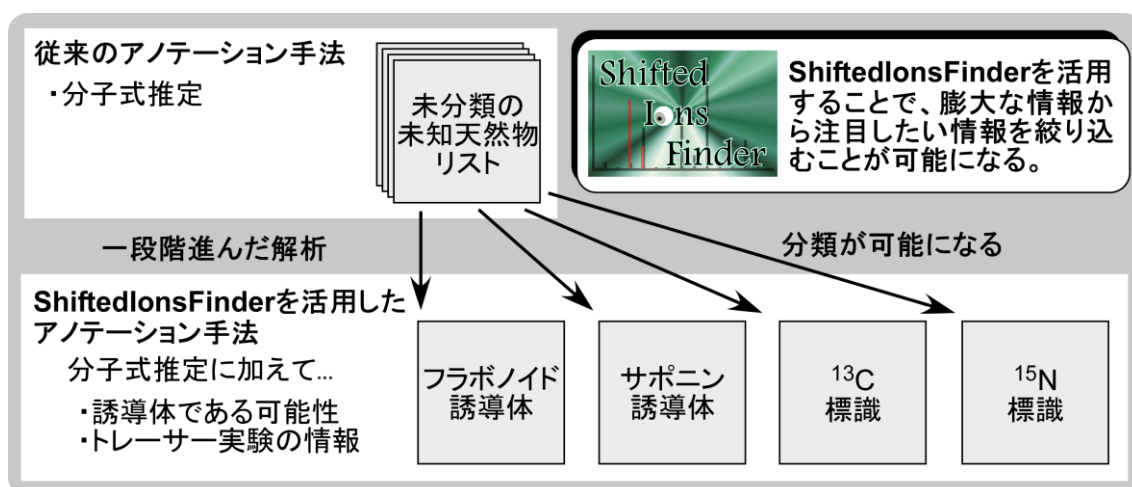 従来のアノテーション手法
・分子式推定
未分類の
未知天然物
リスト
Shifted
Ions
Finder
ShiftedIonsFinderを活用
することで、膨大な情報か
ら注目したい情報を絞り込
むことが可能になる。
一段階進んだ解析
分類が可能になる
ShiftedIonsFinderを活用した
アノテーション手法
分子式推定に加えて...
・誘導体である可能性
・トレーサー実験の情報
フラボノイド
誘導体
サポニン
誘導体
¹³C
標識
¹⁵N
標識